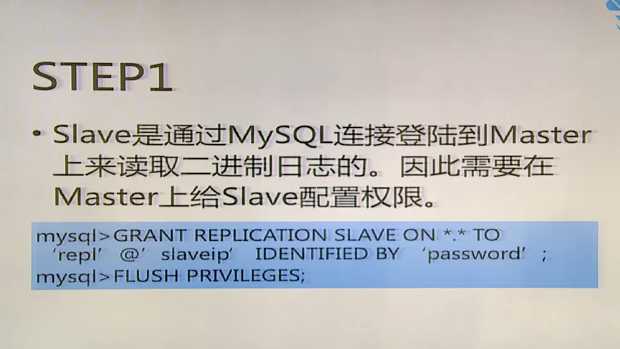 STEP1
• Slave是通过MySQL连接登陆到Master
上来读取二进制日志的。因此需要在
Master上给Slave配置权限。
mysql>GRANT REPLICATION SLAVE ON *.* TO
‘repl’ @’ slaveip‘ IDENTIFIED BY ‘password’ ;
mysql>FLUSH PRIVILEGES;